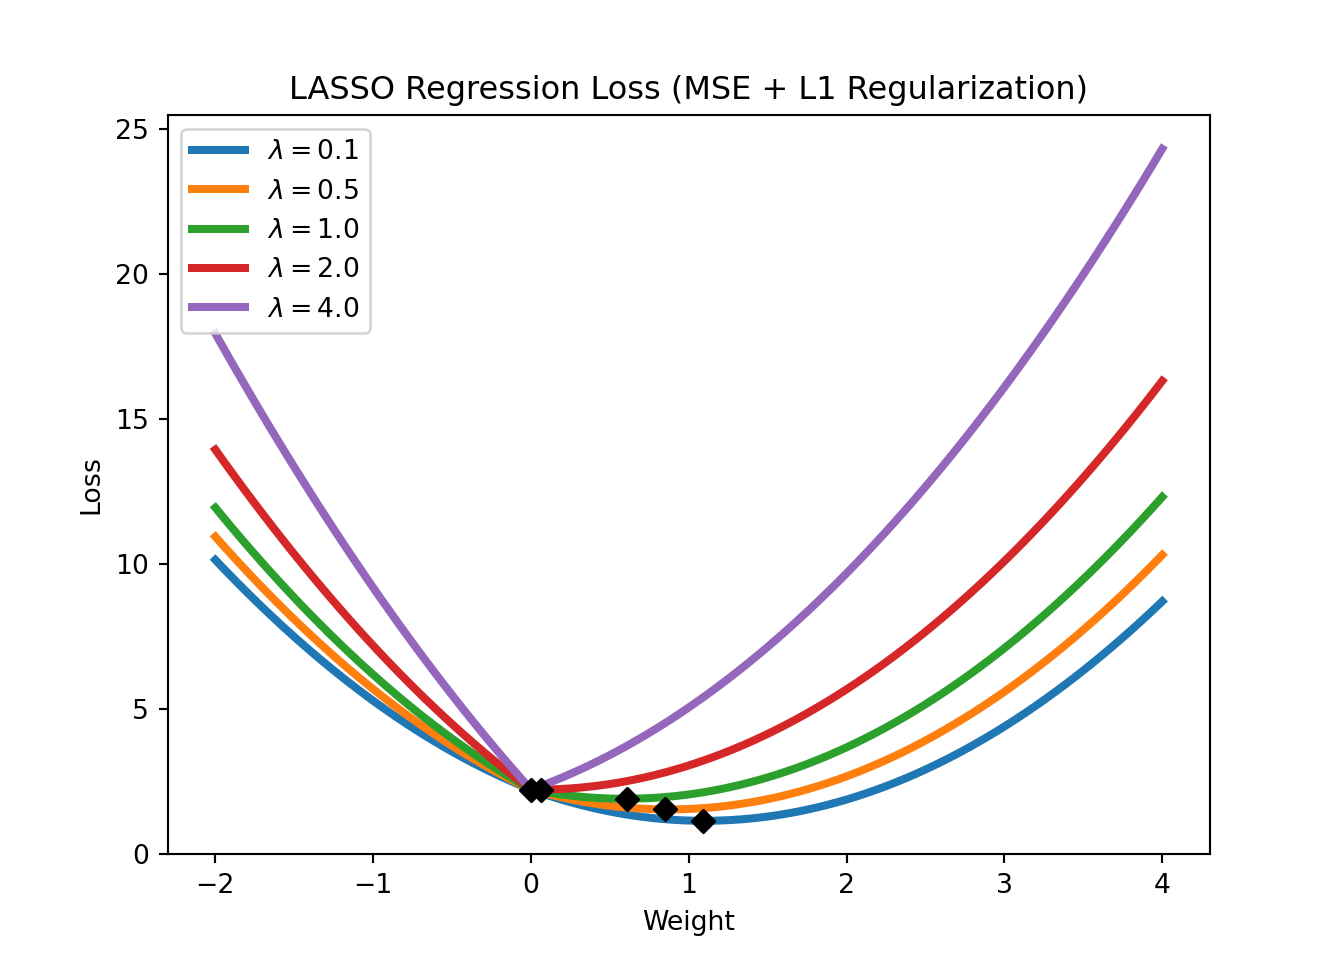 LASSO Regression Loss (MSE + L1 Regularization)
25
20
15
10
5
0
Loss
λ = 0.1
λ = 0.5
λ = 1.0
λ = 2.0
λ = 4.0
−2 −1 0 1 2 3 4
Weight